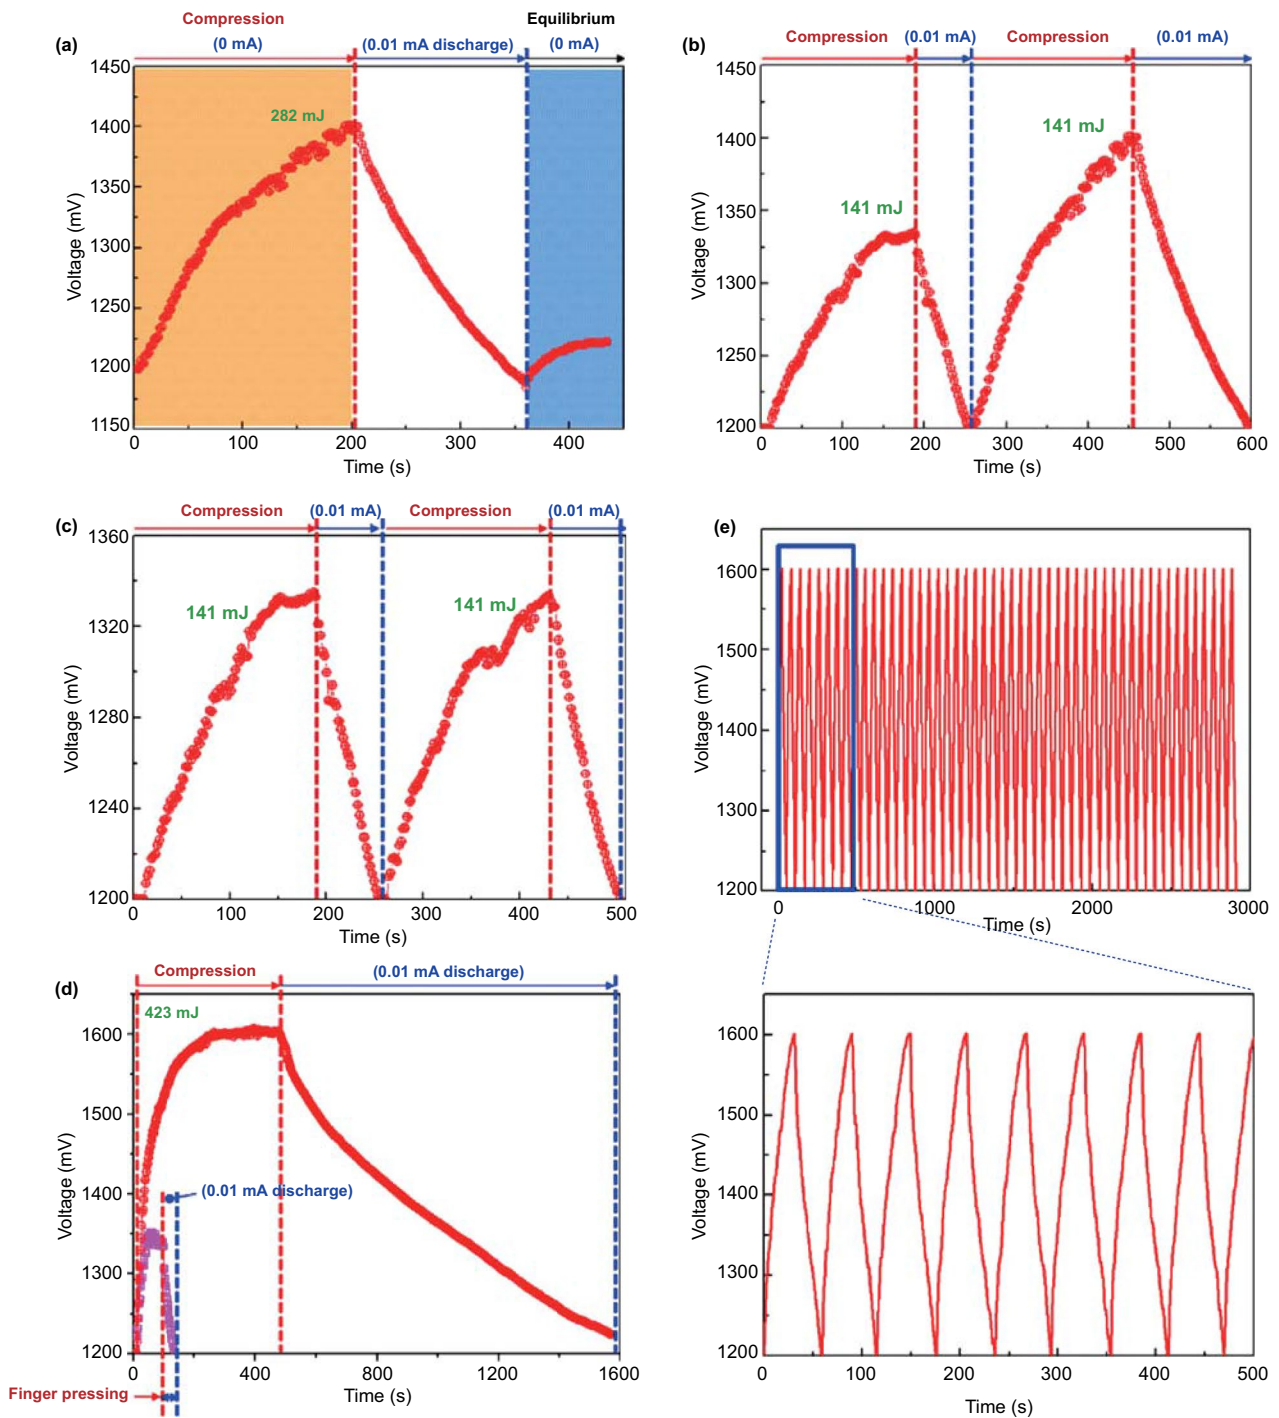 Compression
(0 mA)
(0.01 mA discharge)
Equilibrium
(0 mA)
(a)
282 mJ
1450
1400
1350
1300
1250
1200
1150
Voltage (mV)
0
100
200
300
400
Time (s)
(b)
Compression
(0.01 mA)
Compression
(0.01 mA)
141 mJ
141 mJ
1450
1400
1350
1300
1250
1200
Voltage (mV)
0
100
200
300
400
500
600
Time (s)
(c)
Compression
(0.01 mA)
Compression
(0.01 mA)
141 mJ
141 mJ
1360
1320
1280
1240
1200
Voltage (mV)
0
100
200
300
400
500
Time (s)
(e)
1600
1500
1400
1300
1200
Voltage (mV)
0
1000
2000
3000
Time (s)
(d)
Compression
(0.01 mA discharge)
423 mJ
(0.01 mA discharge)
1600
1500
1400
1300
1200
Voltage (mV)
0
400
800
1200
1600
Time (s)
Finger pressing
1600
1500
1400
1300
1200
Voltage (mV)
0
100
200
300
400
500
Time (s)